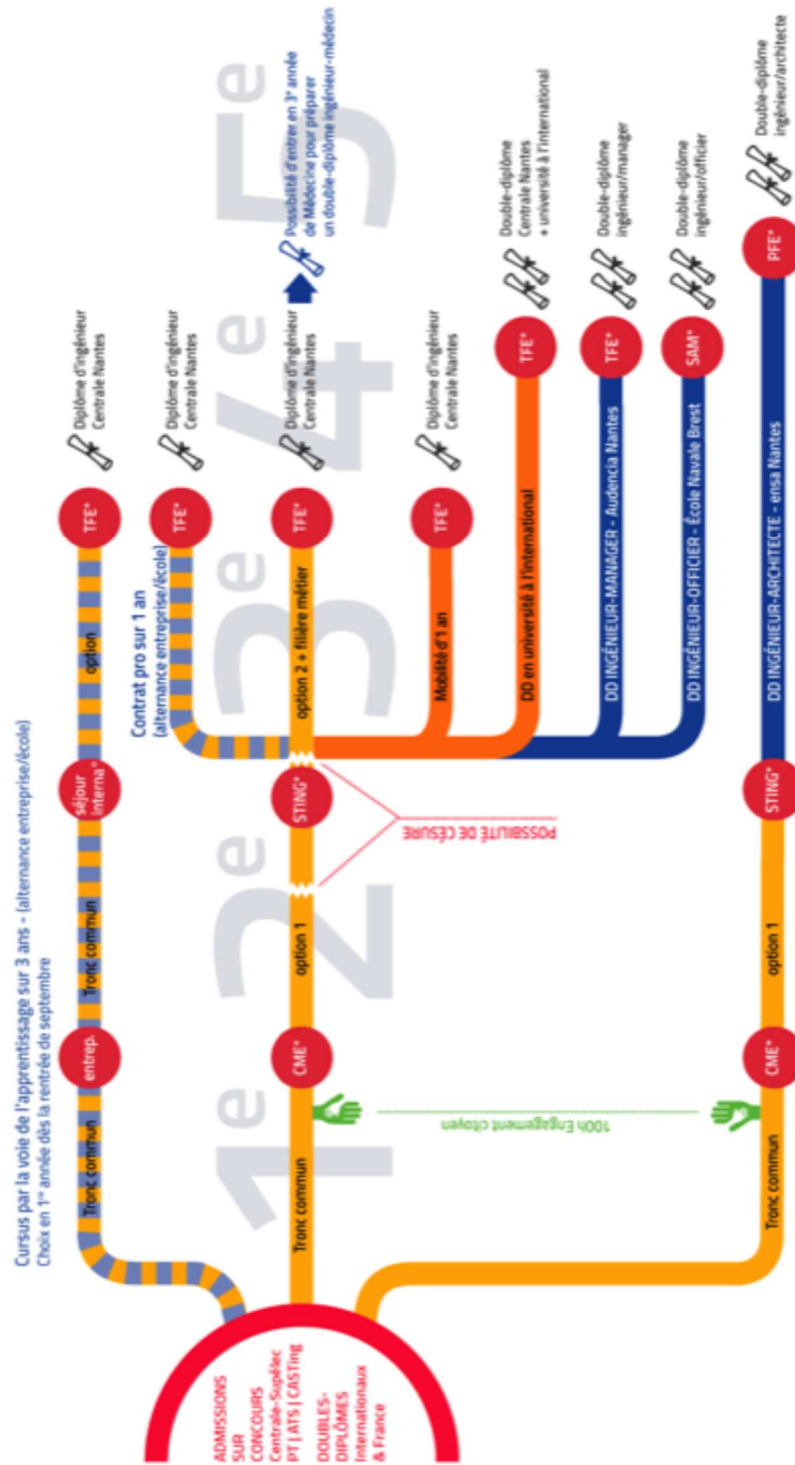 Cursus par la voie de l'apprentissage sur 3 ans - (alternance entreprise/école)
Choix en 1re année dès la rentrée de septembre
Tronc commun
entrep.
Tronc commun
séjour
interna°
option
TFE*
Diplôme d'ingénieur
Centrale Nantes
Contrat pro sur 1 an
(alternance entreprise/école)
TFE*
Diplôme d'ingénieur
Centrale Nantes
1e
2e
3e
4e
5e
ADMISSIONS
SUR
CONCOURS
Centrale-Supélec
PT | ATS | CASTing
DOUBLES-
DIPLÔMES
Internationaux
& France
Tronc commun
CME*
option 1
STING*
option 2 + filière métier
TFE*
Diplôme d'ingénieur
Centrale Nantes
Possibilité d'entrer en 3e année
de Médecine pour préparer
un double-diplôme ingénieur-médecin
POSSBILITÉ DE CÉSURE
100h Engagement citoyen
Mobilité d'1 an
TFE*
Diplôme d'ingénieur
Centrale Nantes
DD en université à l'international
TFE*
Double-diplôme
Centrale Nantes
+ université à l'international
DD INGÉNIEUR-MANAGER - Audencia Nantes
TFE*
Double-diplôme
ingénieur/manager
DD INGÉNIEUR-OFFICIER - École Navale Brest
SAM*
Double-diplôme
ingénieur/officier
Tronc commun
CME*
option 1
STING*
DD INGÉNIEUR-ARCHITECTE - ensa Nantes
PFE*
Double-diplôme
ingénieur/architecte